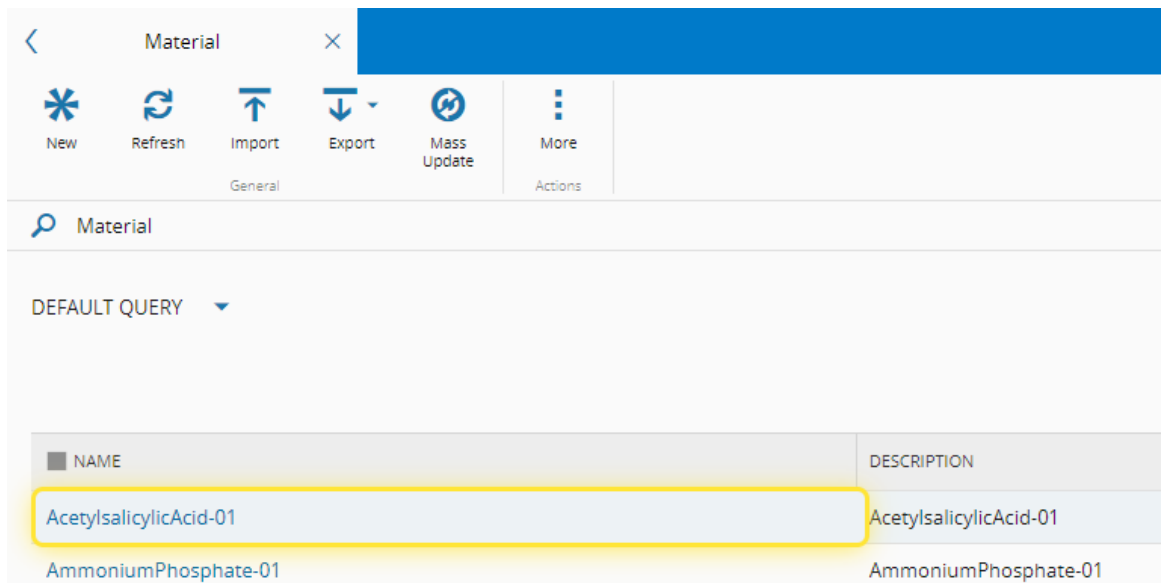 Material
New Refresh Import Export Mass Update More
General Actions
Material
DEFAULT QUERY
NAME DESCRIPTION
AcetylsalicylicAcid-01 AcetylsalicylicAcid-01
AmmoniumPhosphate-01 AmmoniumPhosphate-01